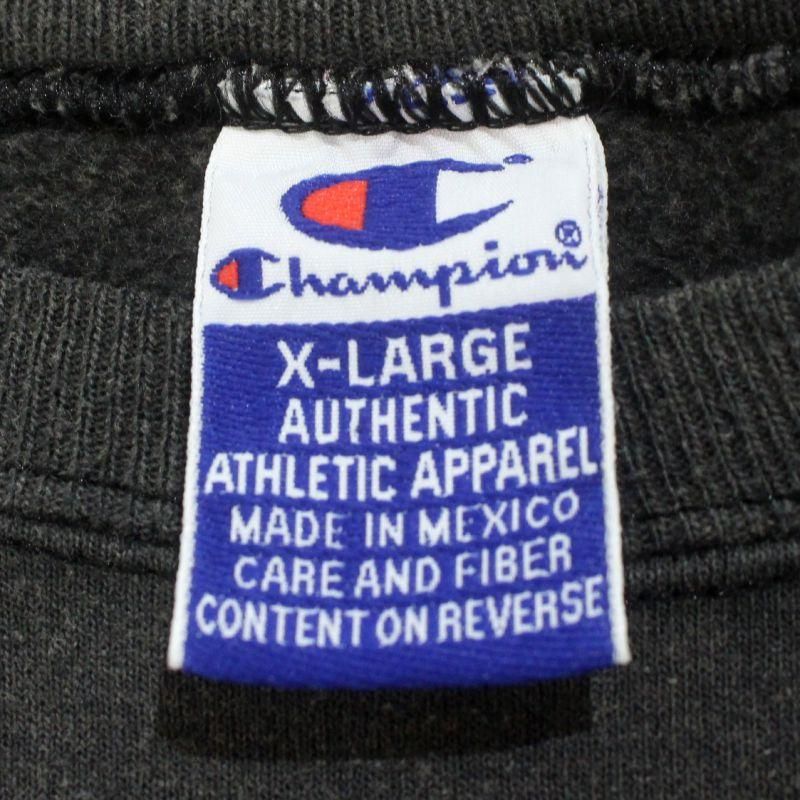 Champion®
X-LARGE
AUTHENTIC
ATHLETIC APPAREL
MADE IN MEXICO
CARE AND FIBER
CONTENT ON REVERSE